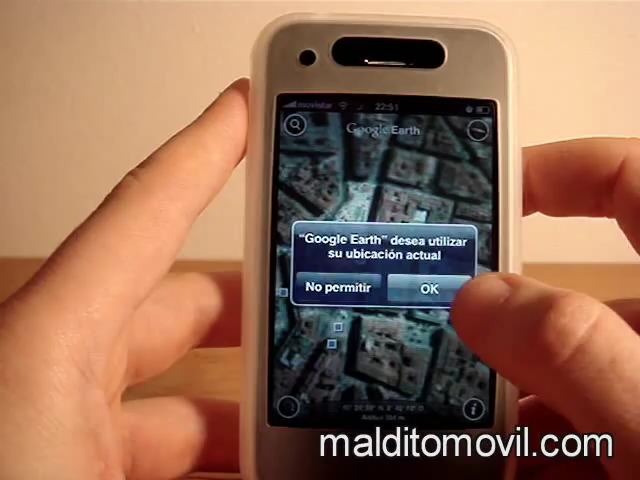 movistar 22:51
Google Earth
"Google Earth" desea utilizar
su ubicación actual
No permitir OK
malditomovil.com